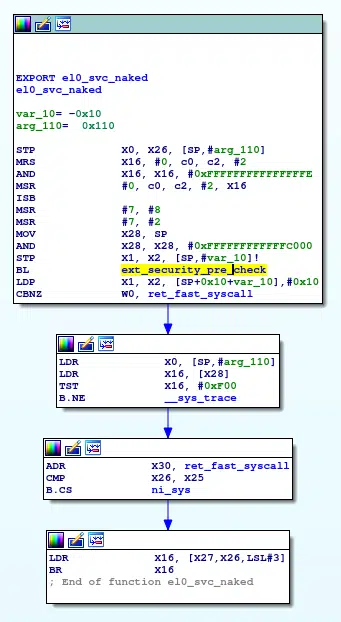 EXPORT el0_svc_naked
el0_svc_naked
var_10= -0x10
arg_110= 0x110
STP X0, X26, [SP,#arg_110]
MRS X16, #0, c0, c2, #2
AND X16, X16, #0xFFFFFFFFFFFFFFFE
MSR #0, c0, c2, #2, X16
ISB
MSR #7, #8
MSR #7, #2
MOV X28, SP
AND X28, X28, #0xFFFFFFFFFFFFC000
STP X1, X2, [SP,#var_10]!
BL ext_security_pre_check
LDP X1, X2, [SP+0x10+var_10],#0x10
CBNZ W0, ret_fast_syscall
LDR X0, [SP,#arg_110]
LDR X16, [X28]
TST X16, #0xF00
B.NE __sys_trace
ADR X30, ret_fast_syscall
CMP X26, X25
B.CS ni_sys
LDR X16, [X27,X26,LSL#3]
BR X16
; End of function el0_svc_naked